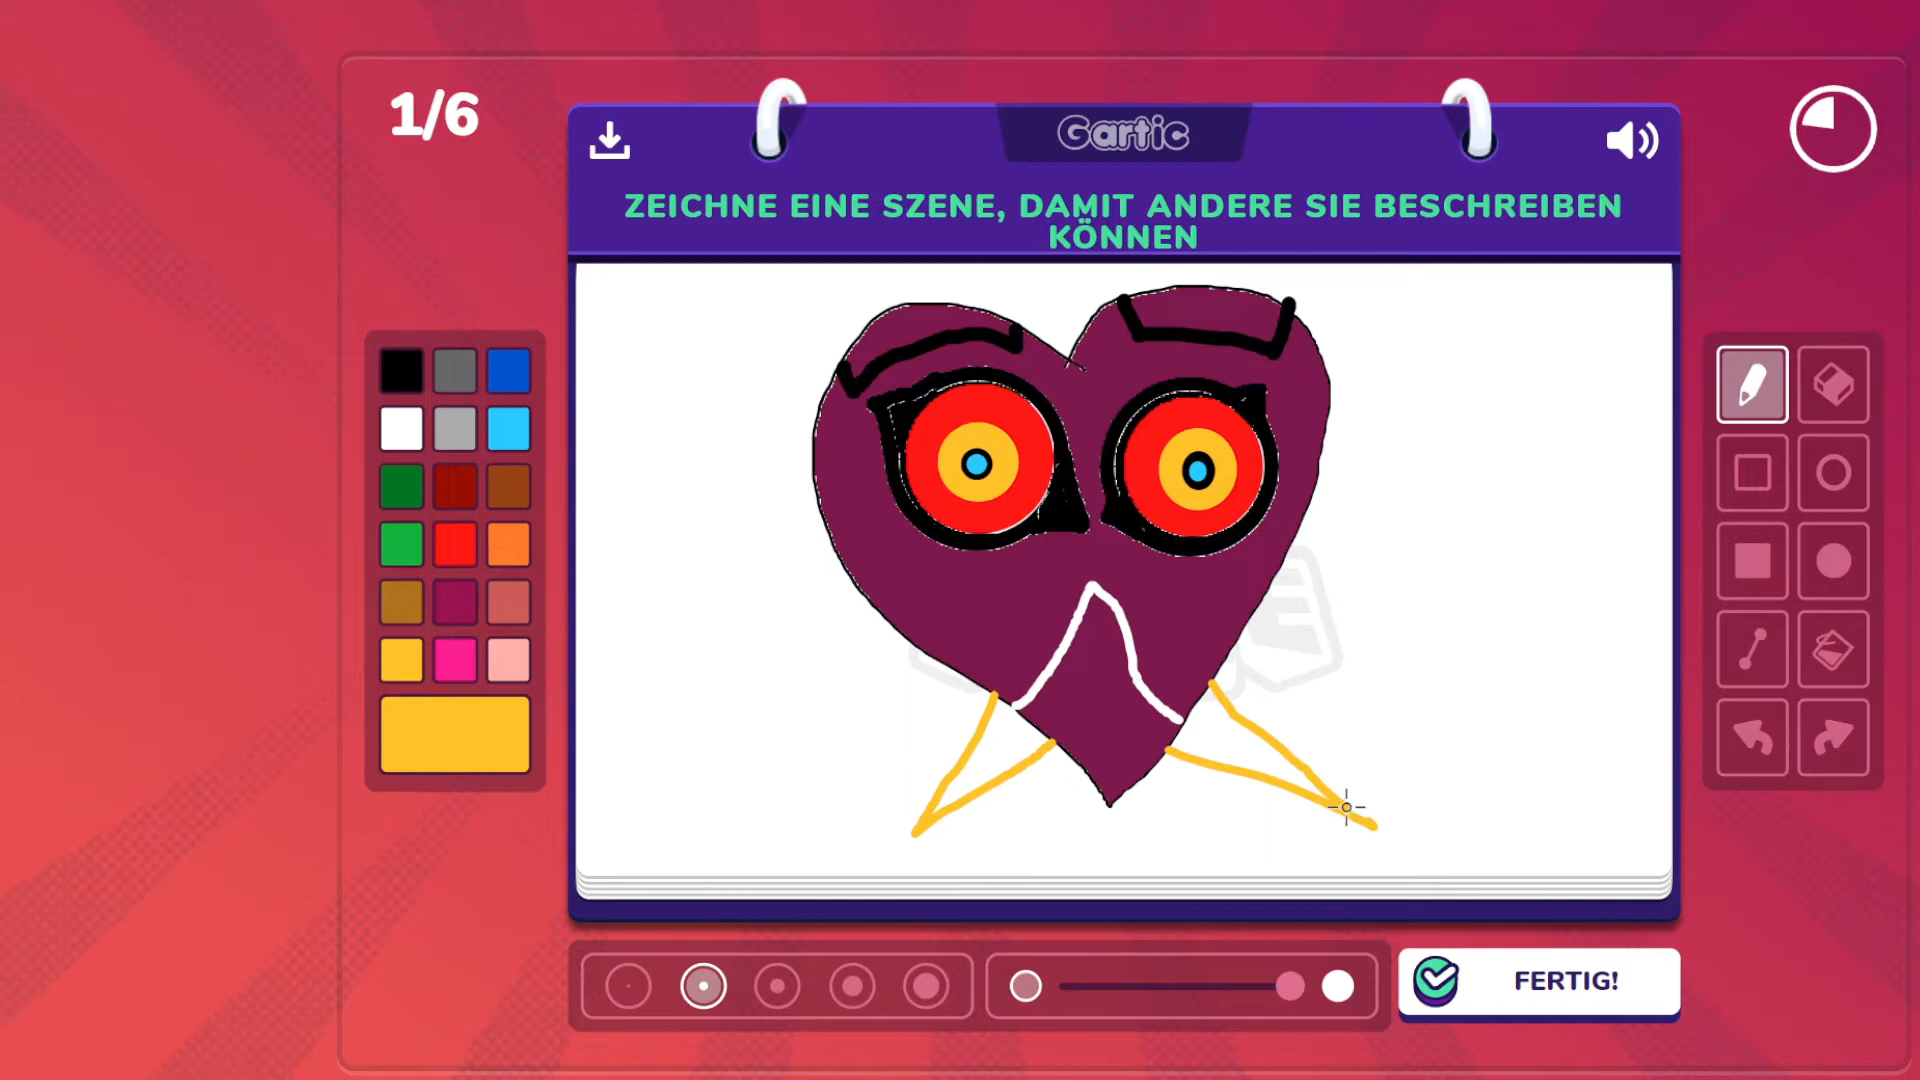 1/6
Gartic
ZEICHNE EINE SZENE, DAMIT ANDERE SIE BESCHREIBEN
KÖNNEN
FERTIG!